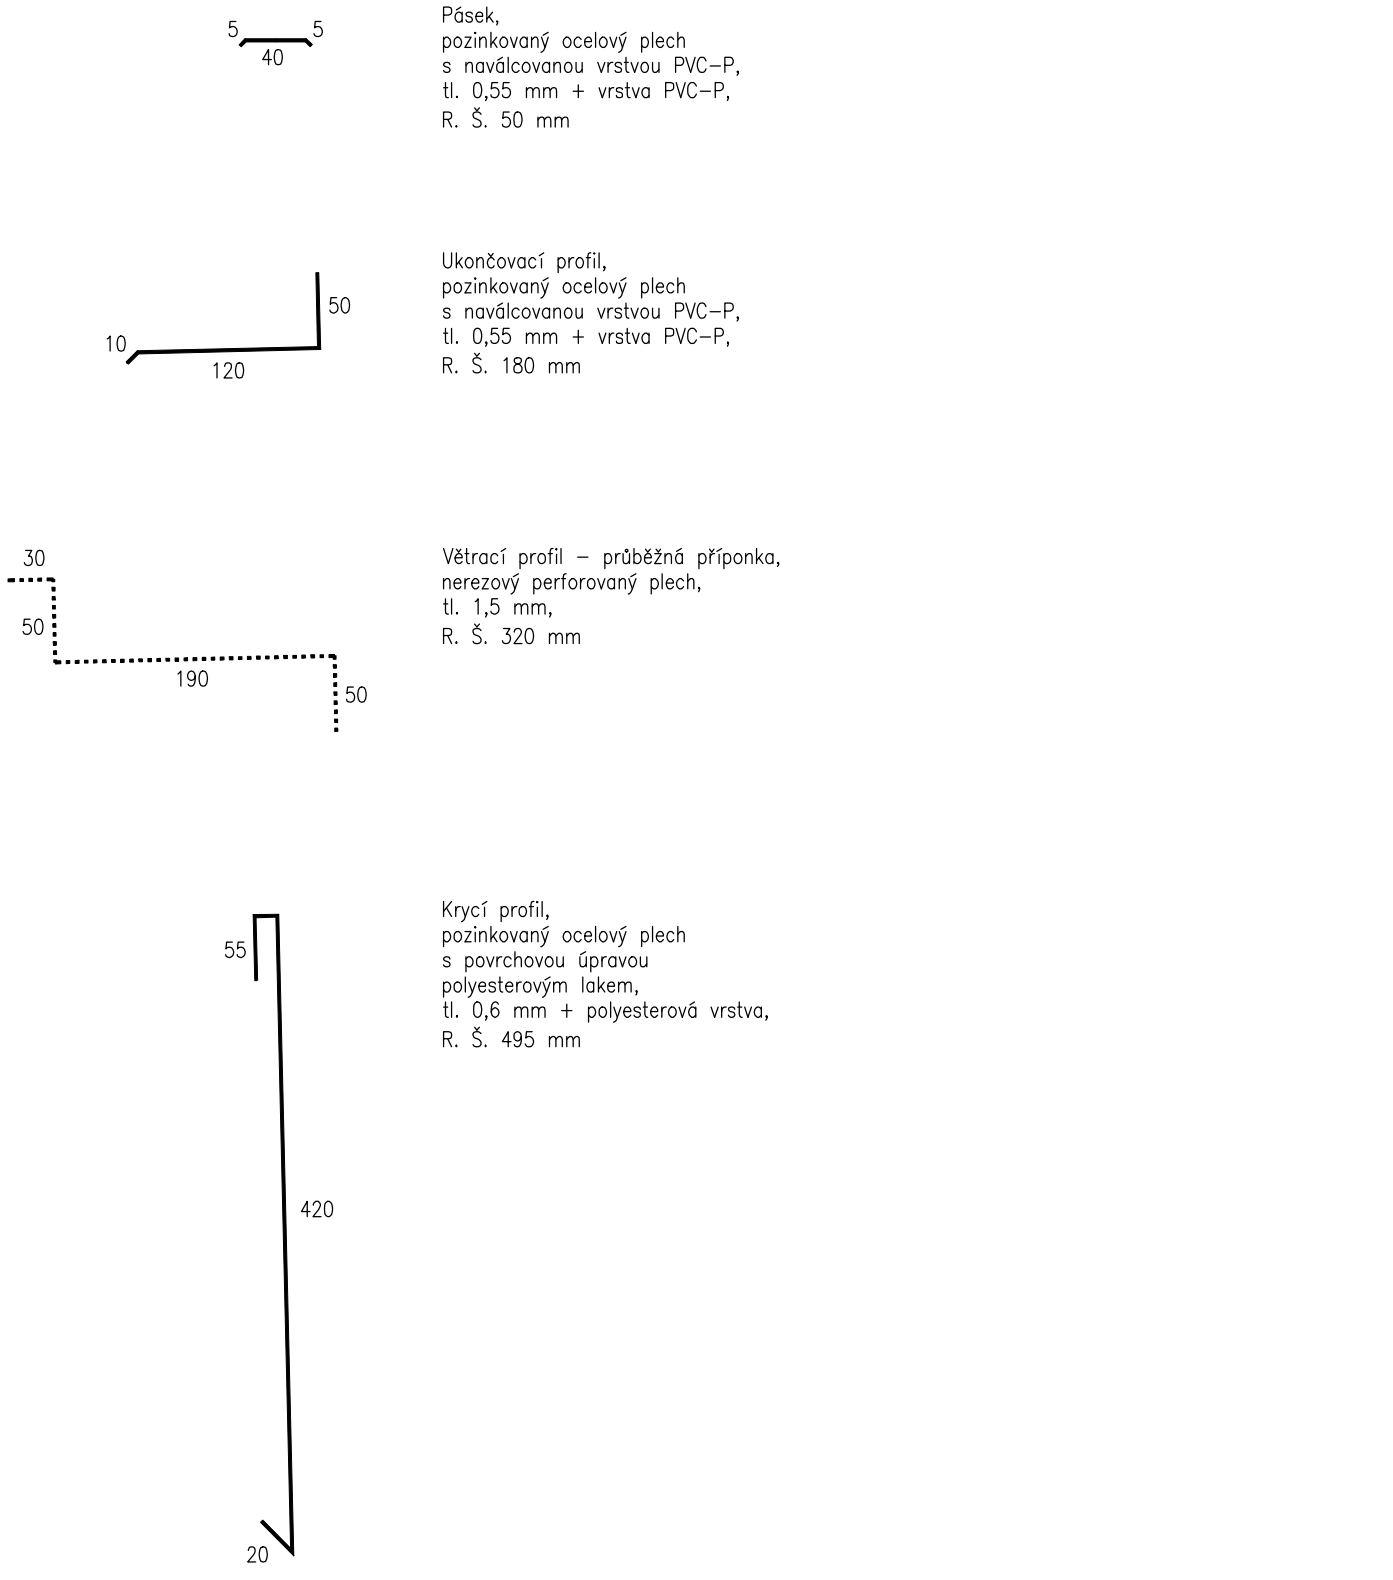 5 5
40
Pásek,
pozinkovaný ocelový plech
s naválcovanou vrstvou PVC-P,
tl. 0,55 mm + vrstva PVC-P,
R. Š. 50 mm
50
10
120
Ukončovací profil,
pozinkovaný ocelový plech
s naválcovanou vrstvou PVC-P,
tl. 0,55 mm + vrstva PVC-P,
R. Š. 180 mm
30
50
190
50
Větrací profil – průběžná příponka,
nerezový perforovaný plech,
tl. 1,5 mm,
R. Š. 320 mm
55
420
20
Krycí profil,
pozinkovaný ocelový plech
s povrchovou úpravou
polyesterovým lakem,
tl. 0,6 mm + polyesterová vrstva,
R. Š. 495 mm